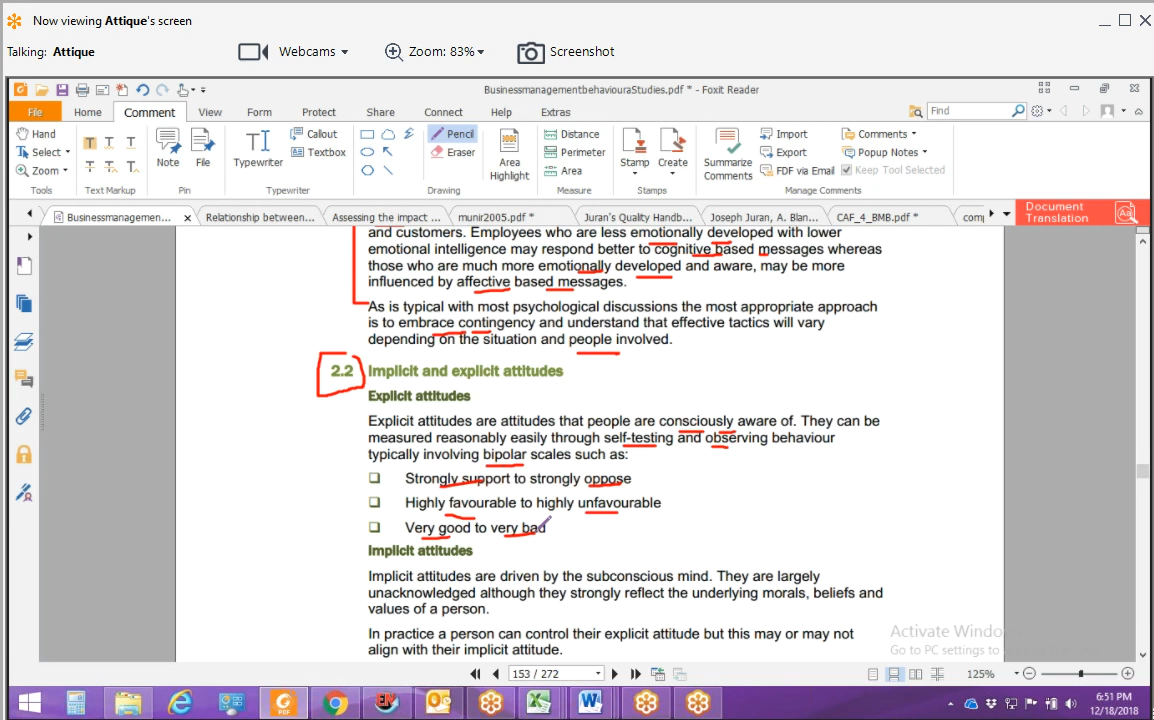 Now viewing Attique's screen
Talking: Attique
Webcams
Zoom: 83%
Screenshot
BusinessmanagementbehaviouraStudies.pdf * - Foxit Reader
File Home Comment View Form Protect Share Connect Help Extras
Find
Hand
Select
Zoom
Tools
Text Markup
Note
File
Pin
Typewriter
Callout
Textbox
Typewriter
Pencil
Eraser
Area
Highlight
Drawing
Distance
Perimeter
Area
Measure
Stamp
Create
Stamps
Summarize
Comments
Import
Export
FDF via Email
Comments
Popup Notes
Keep Tool Selected
Manage Comments
Businessmanagemen...
Relationship between...
Assessing the impact ...
munir2005.pdf *
Juran's Quality Handb...
Joseph Juran, A. Blan...
CAF_4_BMB.pdf *
Document
Translation
and customers. Employees who are less emotionally developed with lower
emotional intelligence may respond better to cognitive based messages whereas
those who are much more emotionally developed and aware, may be more
influenced by affective based messages.
As is typical with most psychological discussions the most appropriate approach
is to embrace contingency and understand that effective tactics will vary
depending on the situation and people involved.
2.2 Implicit and explicit attitudes
Explicit attitudes
Explicit attitudes are attitudes that people are consciously aware of. They can be
measured reasonably easily through self-testing and observing behaviour
typically involving bipolar scales such as:
Strongly support to strongly oppose
Highly favourable to highly unfavourable
Very good to very bad
Implicit attitudes
Implicit attitudes are driven by the subconscious mind. They are largely
unacknowledged although they strongly reflect the underlying morals, beliefs and
values of a person.
In practice a person can control their explicit attitude but this may or may not
align with their implicit attitude.
Activate Windo
Go to PC settings to
153 / 272
125%
6:51 PM
12/18/2018